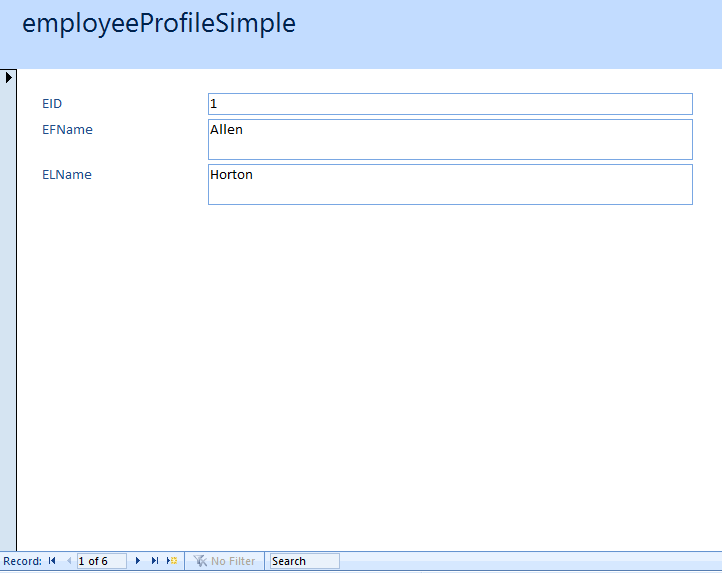 employeeProfileSimple
EID 1
EFName Allen
ELName Horton
Record: 1 of 6 No Filter Search